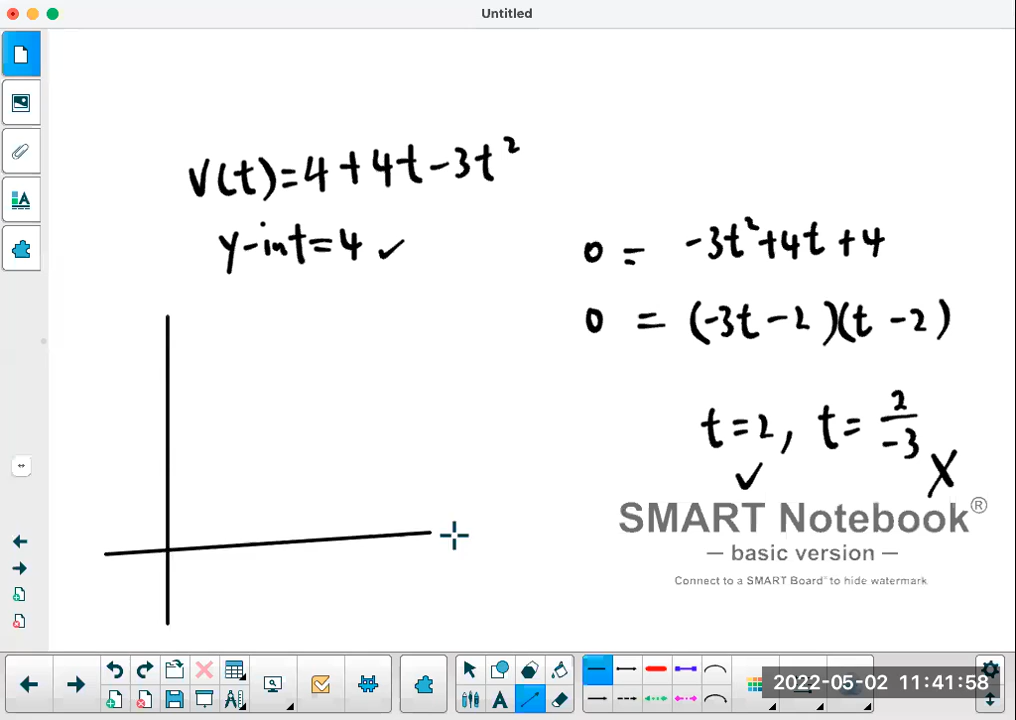 Untitled
V(t)=4+4t-3t²
y-int=4 ✓
0 = -3t²+4t+4
0 = (-3t-2)(t-2)
t=2, t=2/-3
✓ X
SMART Notebook®
— basic version —
Connect to a SMART Board™ to hide watermark.
A
A
2022-05-02 11:41:58